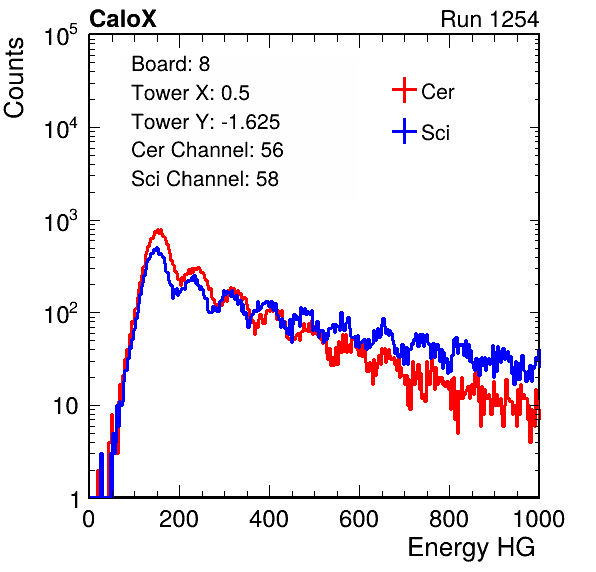 CaloX Run 1254
Counts
Board: 8
Tower X: 0.5
Tower Y: -1.625
Cer Channel: 56
Sci Channel: 58
Cer
Sci
10^5
10^4
10^3
10^2
10
1
0 200 400 600 800 1000
Energy HG